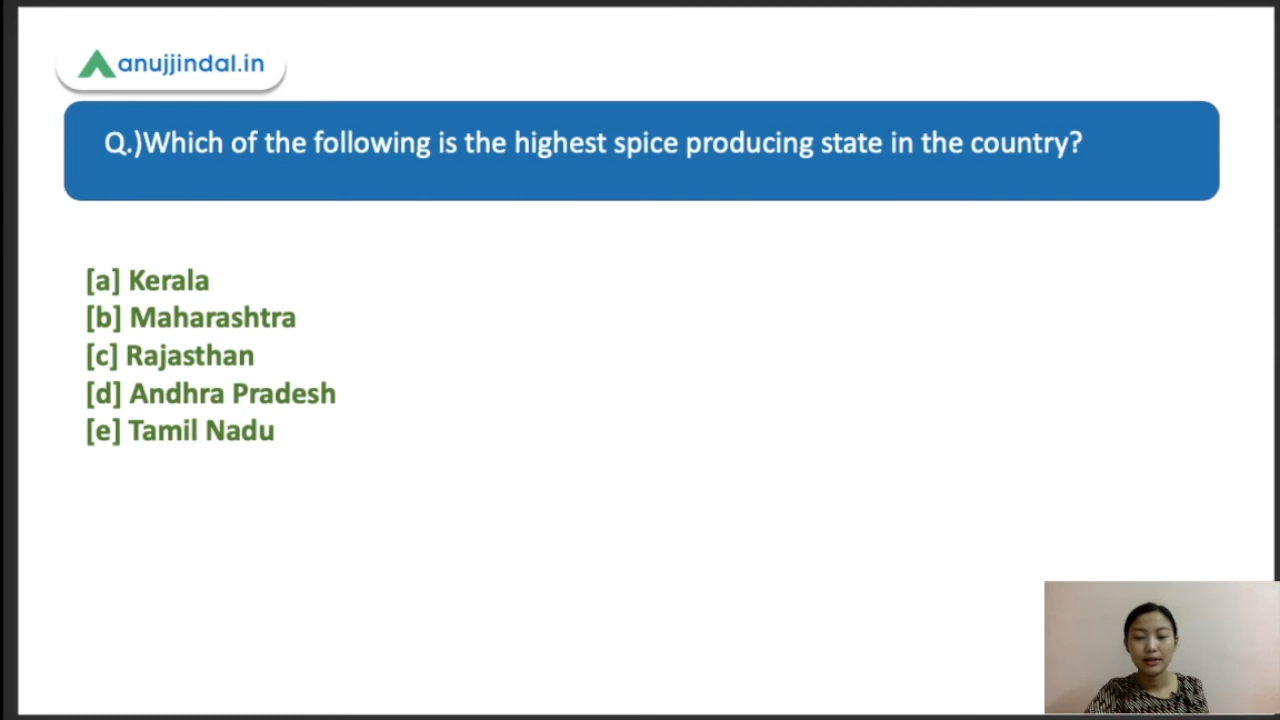 anujjindal.in
Q.)Which of the following is the highest spice producing state in the country?
[a] Kerala
[b] Maharashtra
[c] Rajasthan
[d] Andhra Pradesh
[e] Tamil Nadu